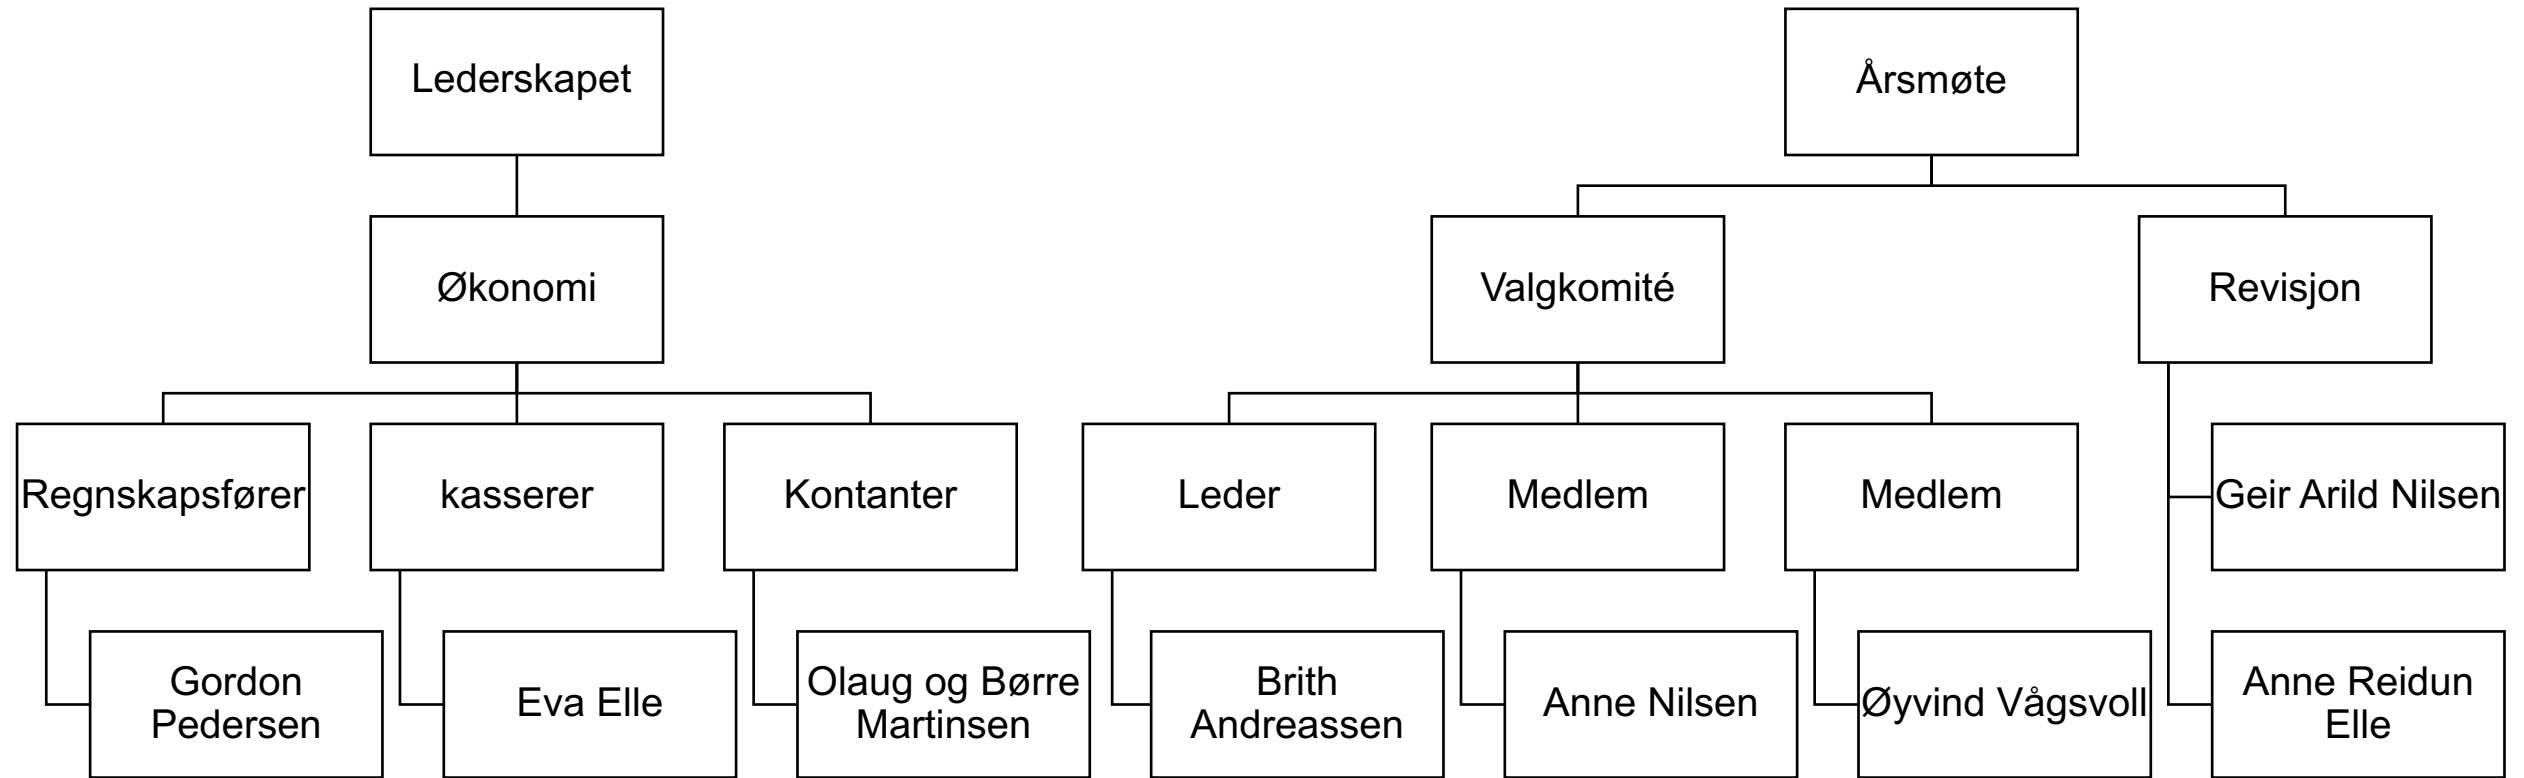 Lederskapet
Årsmøte
Økonomi
Valgkomité
Revisjon
Regnskapsfører
kasserer
Kontanter
Leder
Medlem
Medlem
Geir Arild Nilsen
Gordon
Pedersen
Eva Elle
Olaug og Børre
Martinsen
Brith
Andreassen
Anne Nilsen
Øyvind Vågsvoll
Anne Reidun
Elle